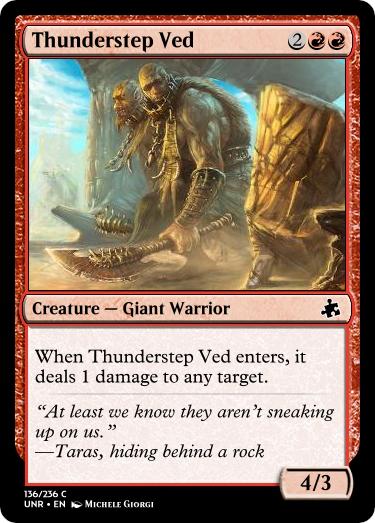 Thunderstep Ved 2
Creature — Giant Warrior
When Thunderstep Ved enters, it
deals 1 damage to any target.
“At least we know they aren’t sneaking
up on us.”
—Taras, hiding behind a rock
4/3
136/236 C
UNR • EN Michele Giorgi